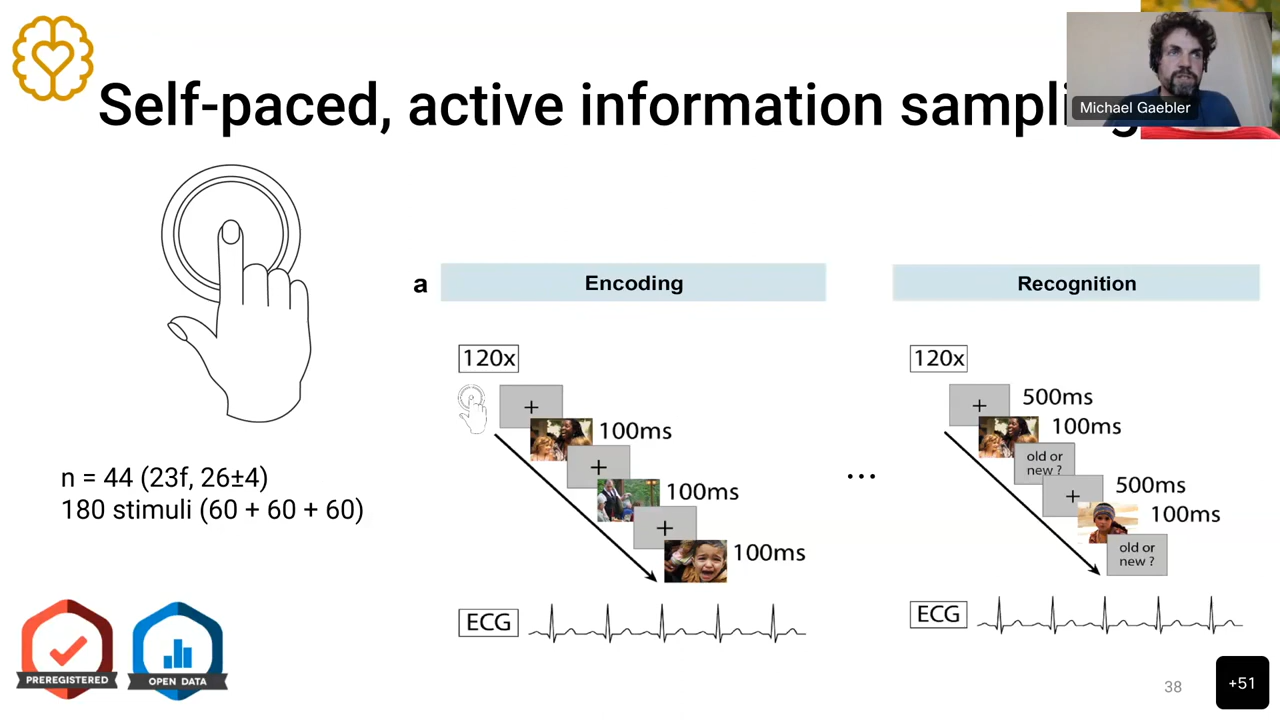 Self-paced, active information sampling
Michael Gaebler
a
Encoding
Recognition
120x
100ms
100ms
100ms
...
120x
500ms
100ms
old or
new ?
500ms
100ms
old or
new ?
n = 44 (23f, 26±4)
180 stimuli (60 + 60 + 60)
ECG
ECG
PREREGISTERED
OPEN DATA
38
+51